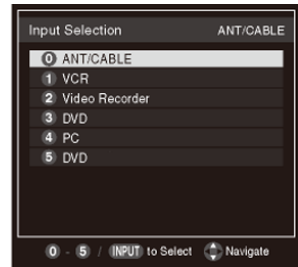 Input Selection ANT/CABLE
0 ANT/CABLE
1 VCR
2 Video Recorder
3 DVD
4 PC
5 DVD
0 - 5 / INPUT to Select Navigate